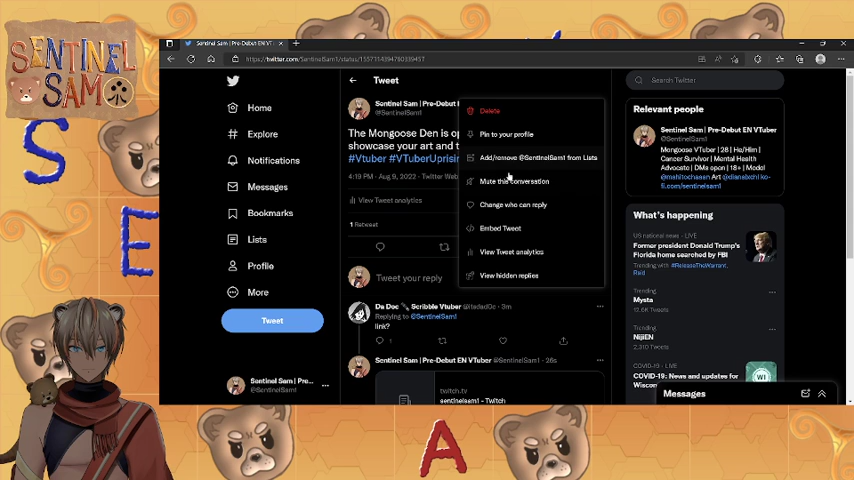 SENTINEL
SAM
S
E
A
Sentinel Sam | Pre-Debut EN VT
https://twitter.com/SentinelSam1/status/1557114394780339457
Home
Explore
Notifications
Messages
Bookmarks
Lists
Profile
More
Tweet
Sentinel Sam | Pre-...
@SentinelSam1
Tweet
Sentinel Sam | Pre-Debut
@SentinelSam1
The Mongoose Den is op
showcase your art and t
#Vtuber #VTuberUprisin
4:19 PM · Aug 9, 2022 · Twitter Web
View Tweet analytics
1 Retweet
Tweet your reply
Delete
Pin to your profile
Add/remove @SentinelSam1 from Lists
Mute this conversation
Change who can reply
Embed Tweet
View Tweet analytics
View hidden replies
Da Doc Scribble Vtuber
Replying to @SentinelSam1
link?
1
Sentinel Sam | Pre-Debut EN VTuber @SentinelSam1 · 26s
twitch.tv
sentinelsam1 - Twitch
Search Twitter
Relevant people
Sentinel Sam | Pre-Debut EN VTuber
@SentinelSam1
Mongoose VTuber | 28 | He/Him |
Cancer Survivor | Mental Health
Advocate | DMs open | 18+ | Model
What's happening
US national news · LIVE
Former president Donald Trump's
Florida home searched by FBI
Trending with #ReleaseTheWarrant,
Raid
Trending
Mysta
Trending
NijiEN
2,310 Tweets
COVID-19 · LIVE
COVID-19: News and updates for
Wiscon
Messages